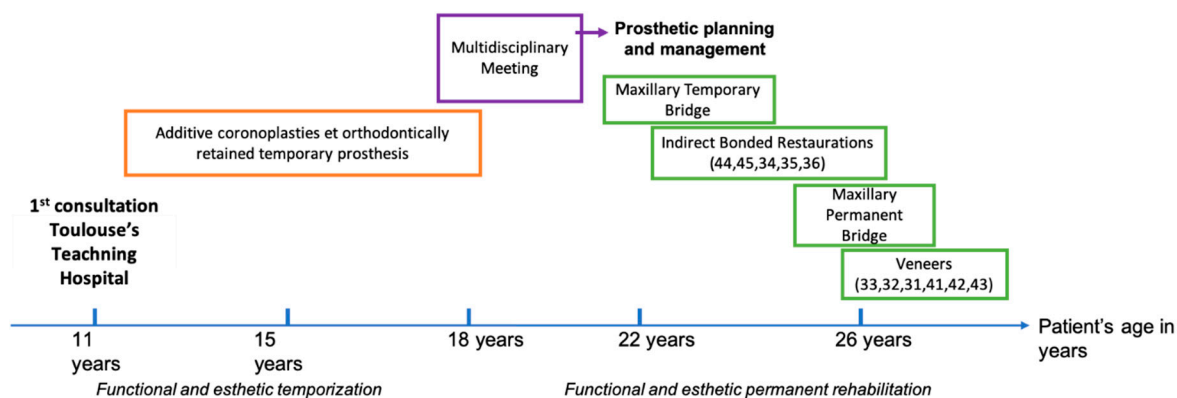 Multidisciplinary
Meeting
Prosthetic planning
and management
Maxillary Temporary
Bridge
Additive coronoplasties et orthodontically
retained temporary prosthesis
Indirect Bonded Restaurations
(44,45,34,35,36)
1st consultation
Toulouse’s
Teachning
Hospital
Maxillary
Permanent
Bridge
Veneers
(33,32,31,41,42,43)
11
years
15
years
18 years
22 years
26 years
Patient’s age in
years
Functional and esthetic temporization
Functional and esthetic permanent rehabilitation